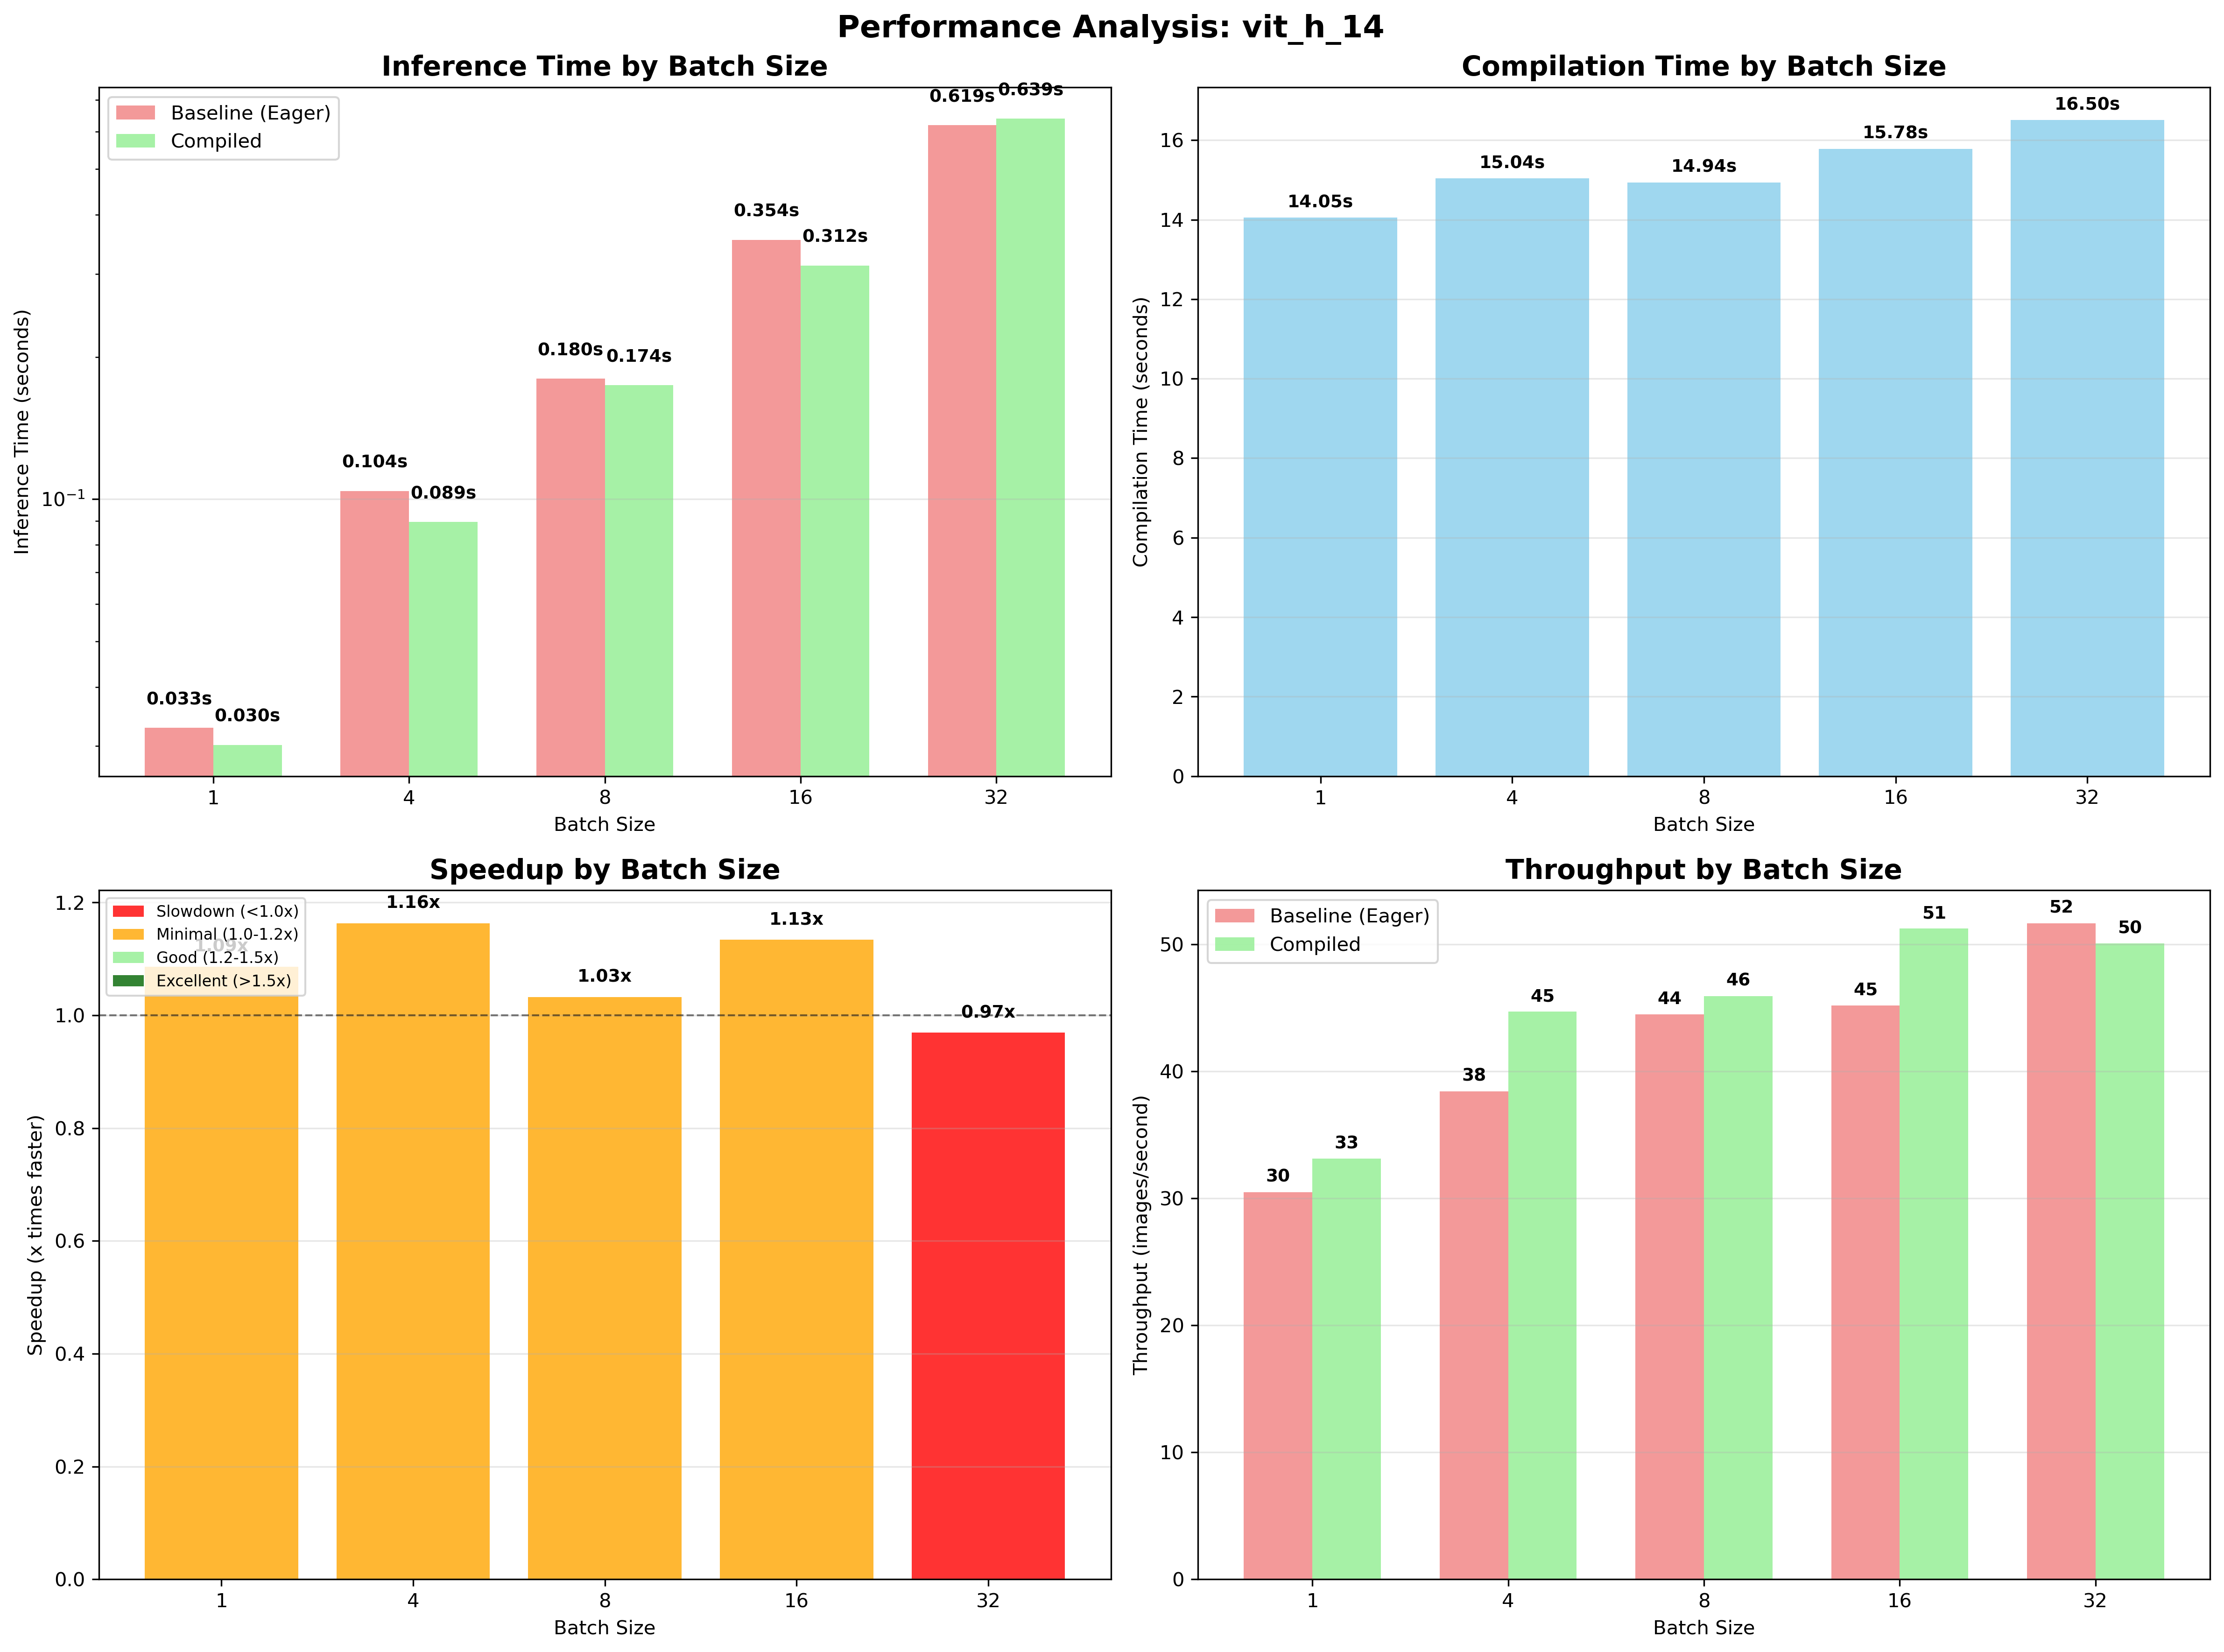 Performance Analysis: vit_h_14
Inference Time by Batch Size
Baseline (Eager)
Compiled
0.033s
0.030s
0.104s
0.089s
0.180s
0.174s
0.354s
0.312s
0.619s
0.639s
10⁻¹
Inference Time (seconds)
1
4
8
16
32
Batch Size
Compilation Time by Batch Size
14.05s
15.04s
14.94s
15.78s
16.50s
16
14
12
10
8
6
4
2
0
Compilation Time (seconds)
1
4
8
16
32
Batch Size
Speedup by Batch Size
Slowdown (<1.0x)
Minimal (1.0-1.2x)
Good (1.2-1.5x)
Excellent (>1.5x)
1.09x
1.16x
1.03x
1.13x
0.97x
1.2
1.0
0.8
0.6
0.4
0.2
0.0
Speedup (x times faster)
1
4
8
16
32
Batch Size
Throughput by Batch Size
Baseline (Eager)
Compiled
30
33
38
45
44
46
45
51
52
50
50
40
30
20
10
0
Throughput (images/second)
1
4
8
16
32
Batch Size